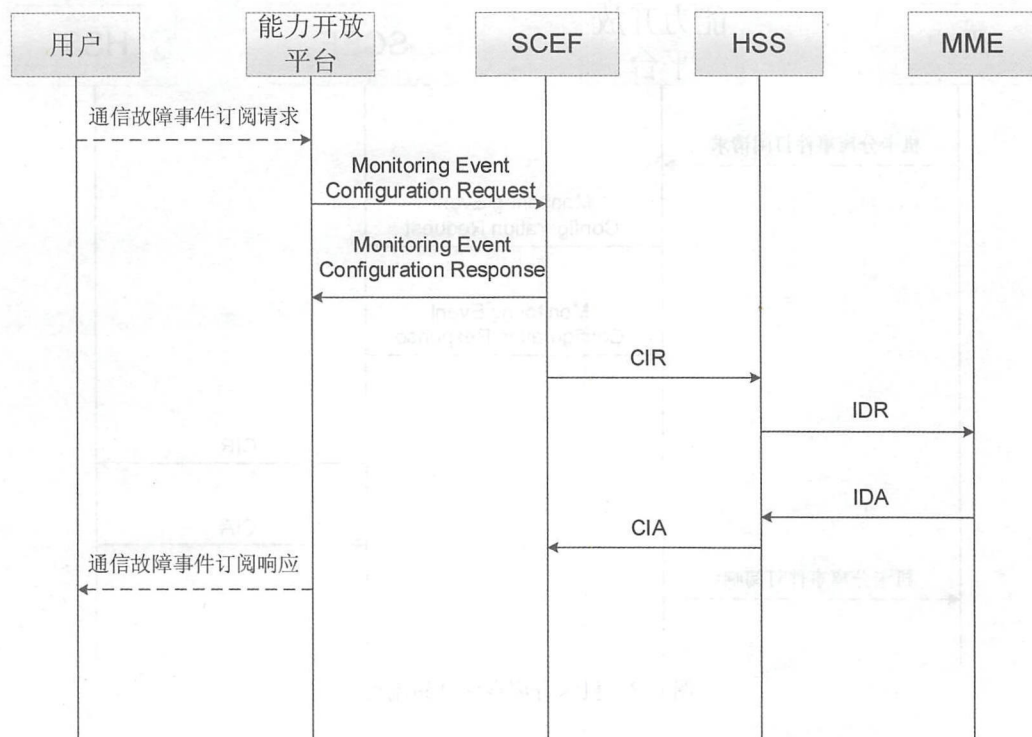 用户
能力开放
平台
SCEF
HSS
MME
通信故障事件订阅请求
Monitoring Event
Configuration Request
Monitoring Event
Configuration Response
CIR
IDR
IDA
CIA
通信故障事件订阅响应